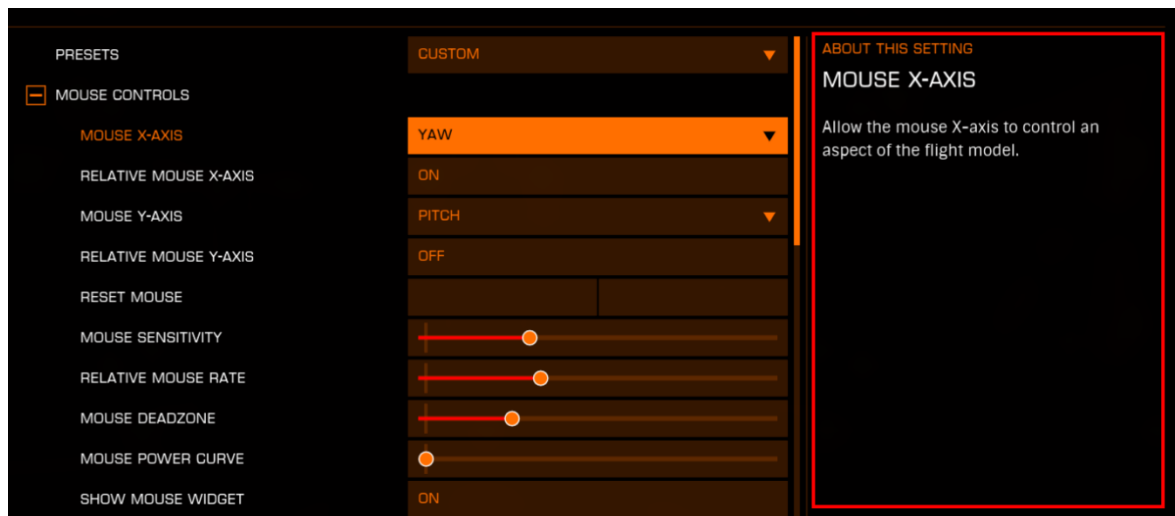 PRESETS CUSTOM
MOUSE CONTROLS
MOUSE X-AXIS YAW
RELATIVE MOUSE X-AXIS ON
MOUSE Y-AXIS PITCH
RELATIVE MOUSE Y-AXIS OFF
RESET MOUSE
MOUSE SENSITIVITY
RELATIVE MOUSE RATE
MOUSE DEADZONE
MOUSE POWER CURVE
SHOW MOUSE WIDGET ON
ABOUT THIS SETTING
MOUSE X-AXIS
Allow the mouse X-axis to control an
aspect of the flight model.